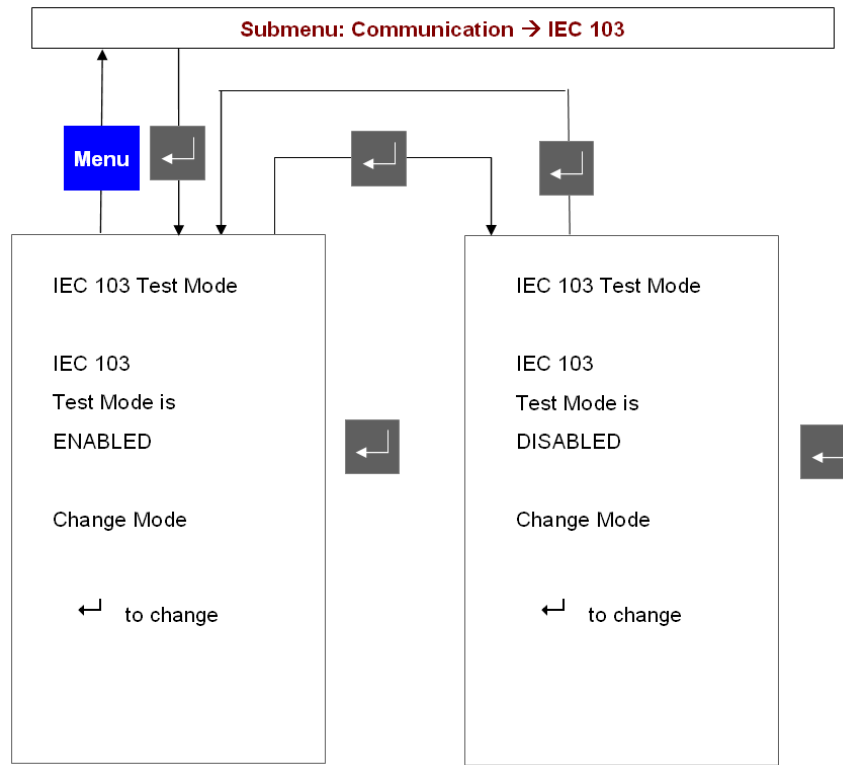 Submenu: Communication → IEC 103
Menu
IEC 103 Test Mode
IEC 103
Test Mode is
ENABLED
Change Mode
↵ to change
IEC 103 Test Mode
IEC 103
Test Mode is
DISABLED
Change Mode
↵ to change